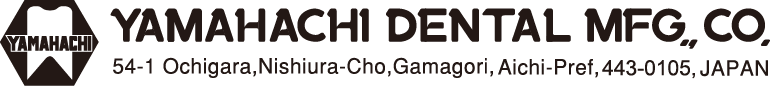 YAMAHACHI
YAMAHACHI DENTAL MFG., CO.
54-1 Ochigara,Nishiura-Cho,Gamagori, Aichi-Pref, 443-0105, JAPAN